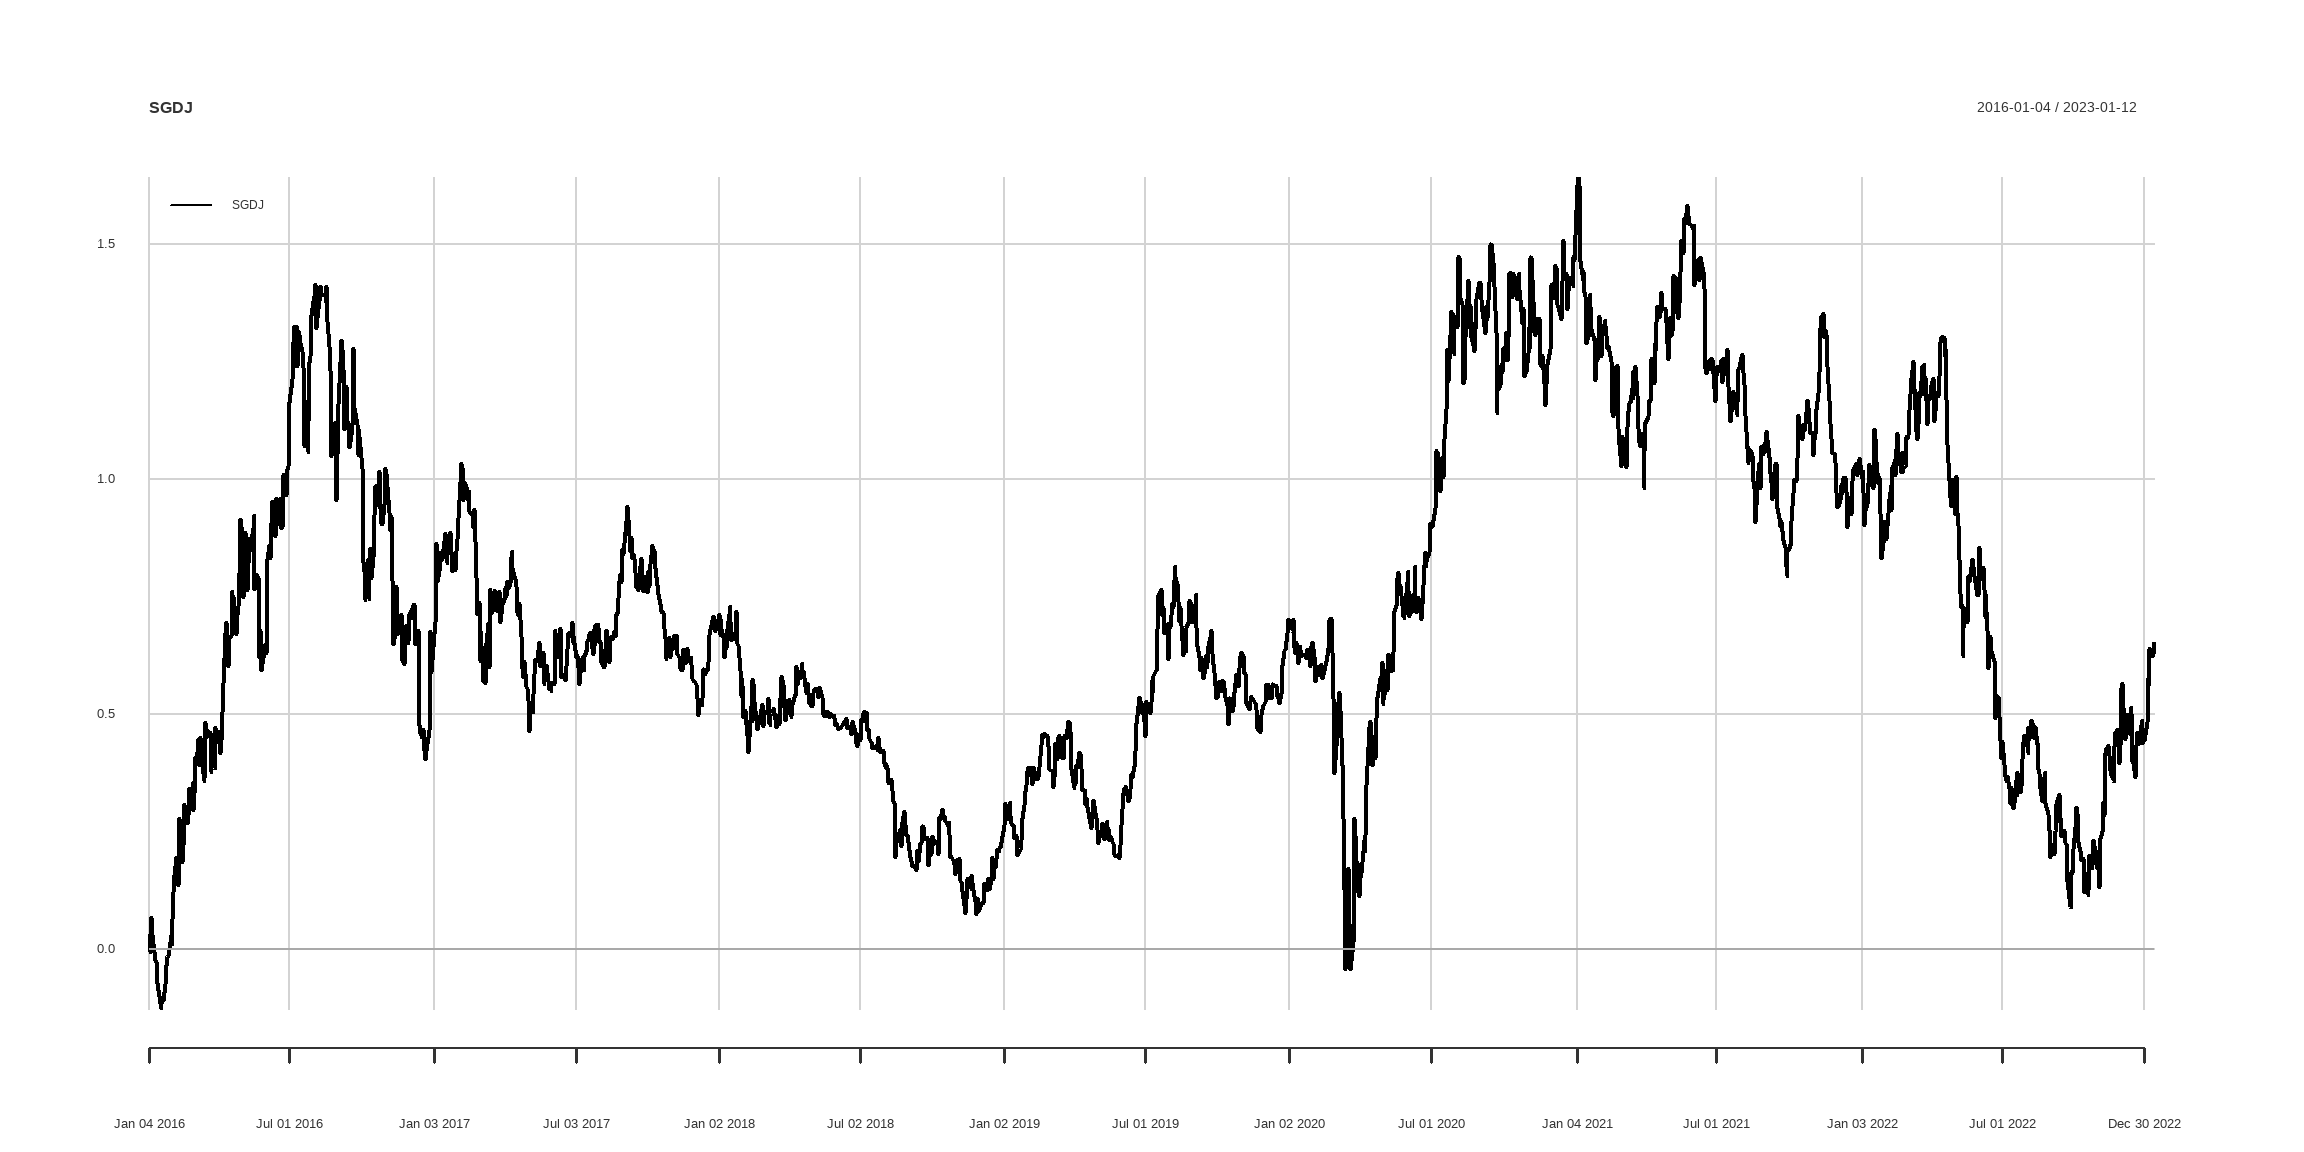 SGDJ
2016-01-04 / 2023-01-12
SGDJ
1.5
1.0
0.5
0.0
Jan 04 2016
Jul 01 2016
Jan 03 2017
Jul 03 2017
Jan 02 2018
Jul 02 2018
Jan 02 2019
Jul 01 2019
Jan 02 2020
Jul 01 2020
Jan 04 2021
Jul 01 2021
Jan 03 2022
Jul 01 2022
Dec 30 2022